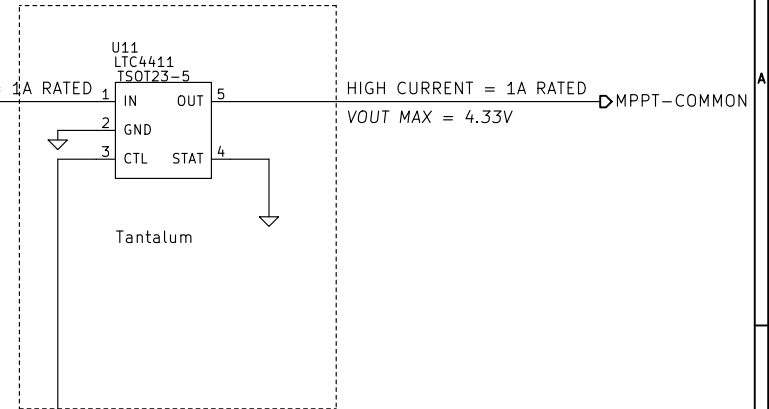 U11
LTC4411
TSOT23-5
= 1A RATED
1 IN OUT 5
2 GND
3 CTL STAT 4
HIGH CURRENT = 1A RATED
MPPT-COMMON
VOUT MAX = 4.33V
Tantalum
A